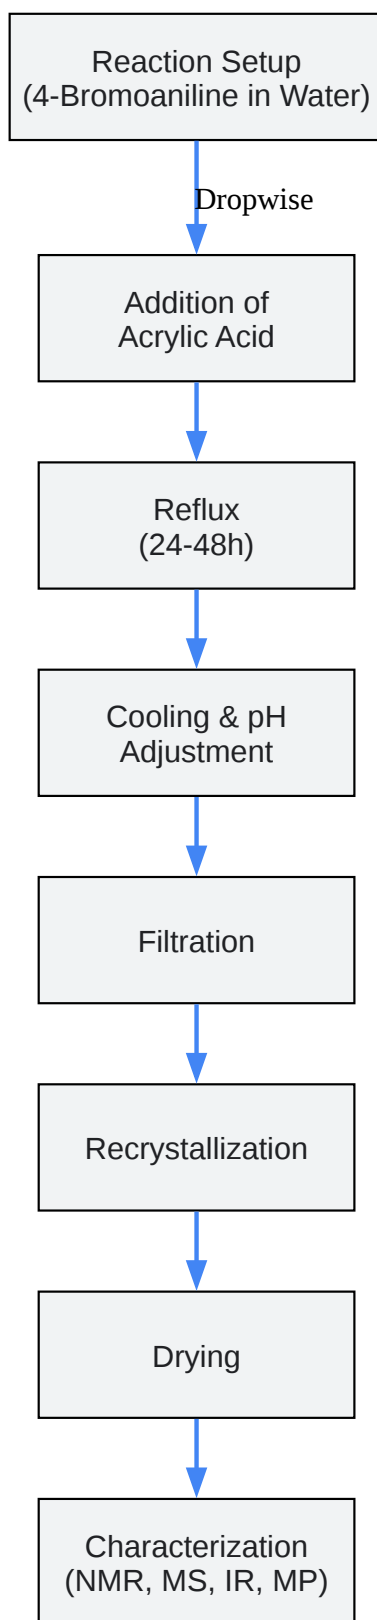 Reaction Setup
(4-Bromoaniline in Water)
Dropwise
Addition of
Acrylic Acid
Reflux
(24-48h)
Cooling & pH
Adjustment
Filtration
Recrystallization
Drying
Characterization
(NMR, MS, IR, MP)